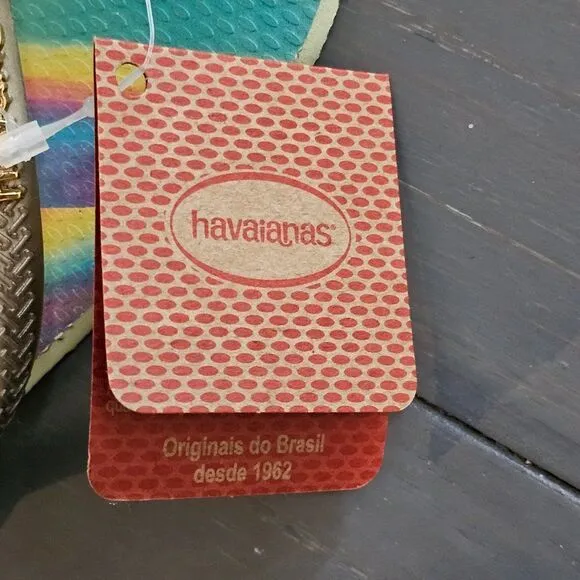 havaianas
Originais do Brasil
desde 1962